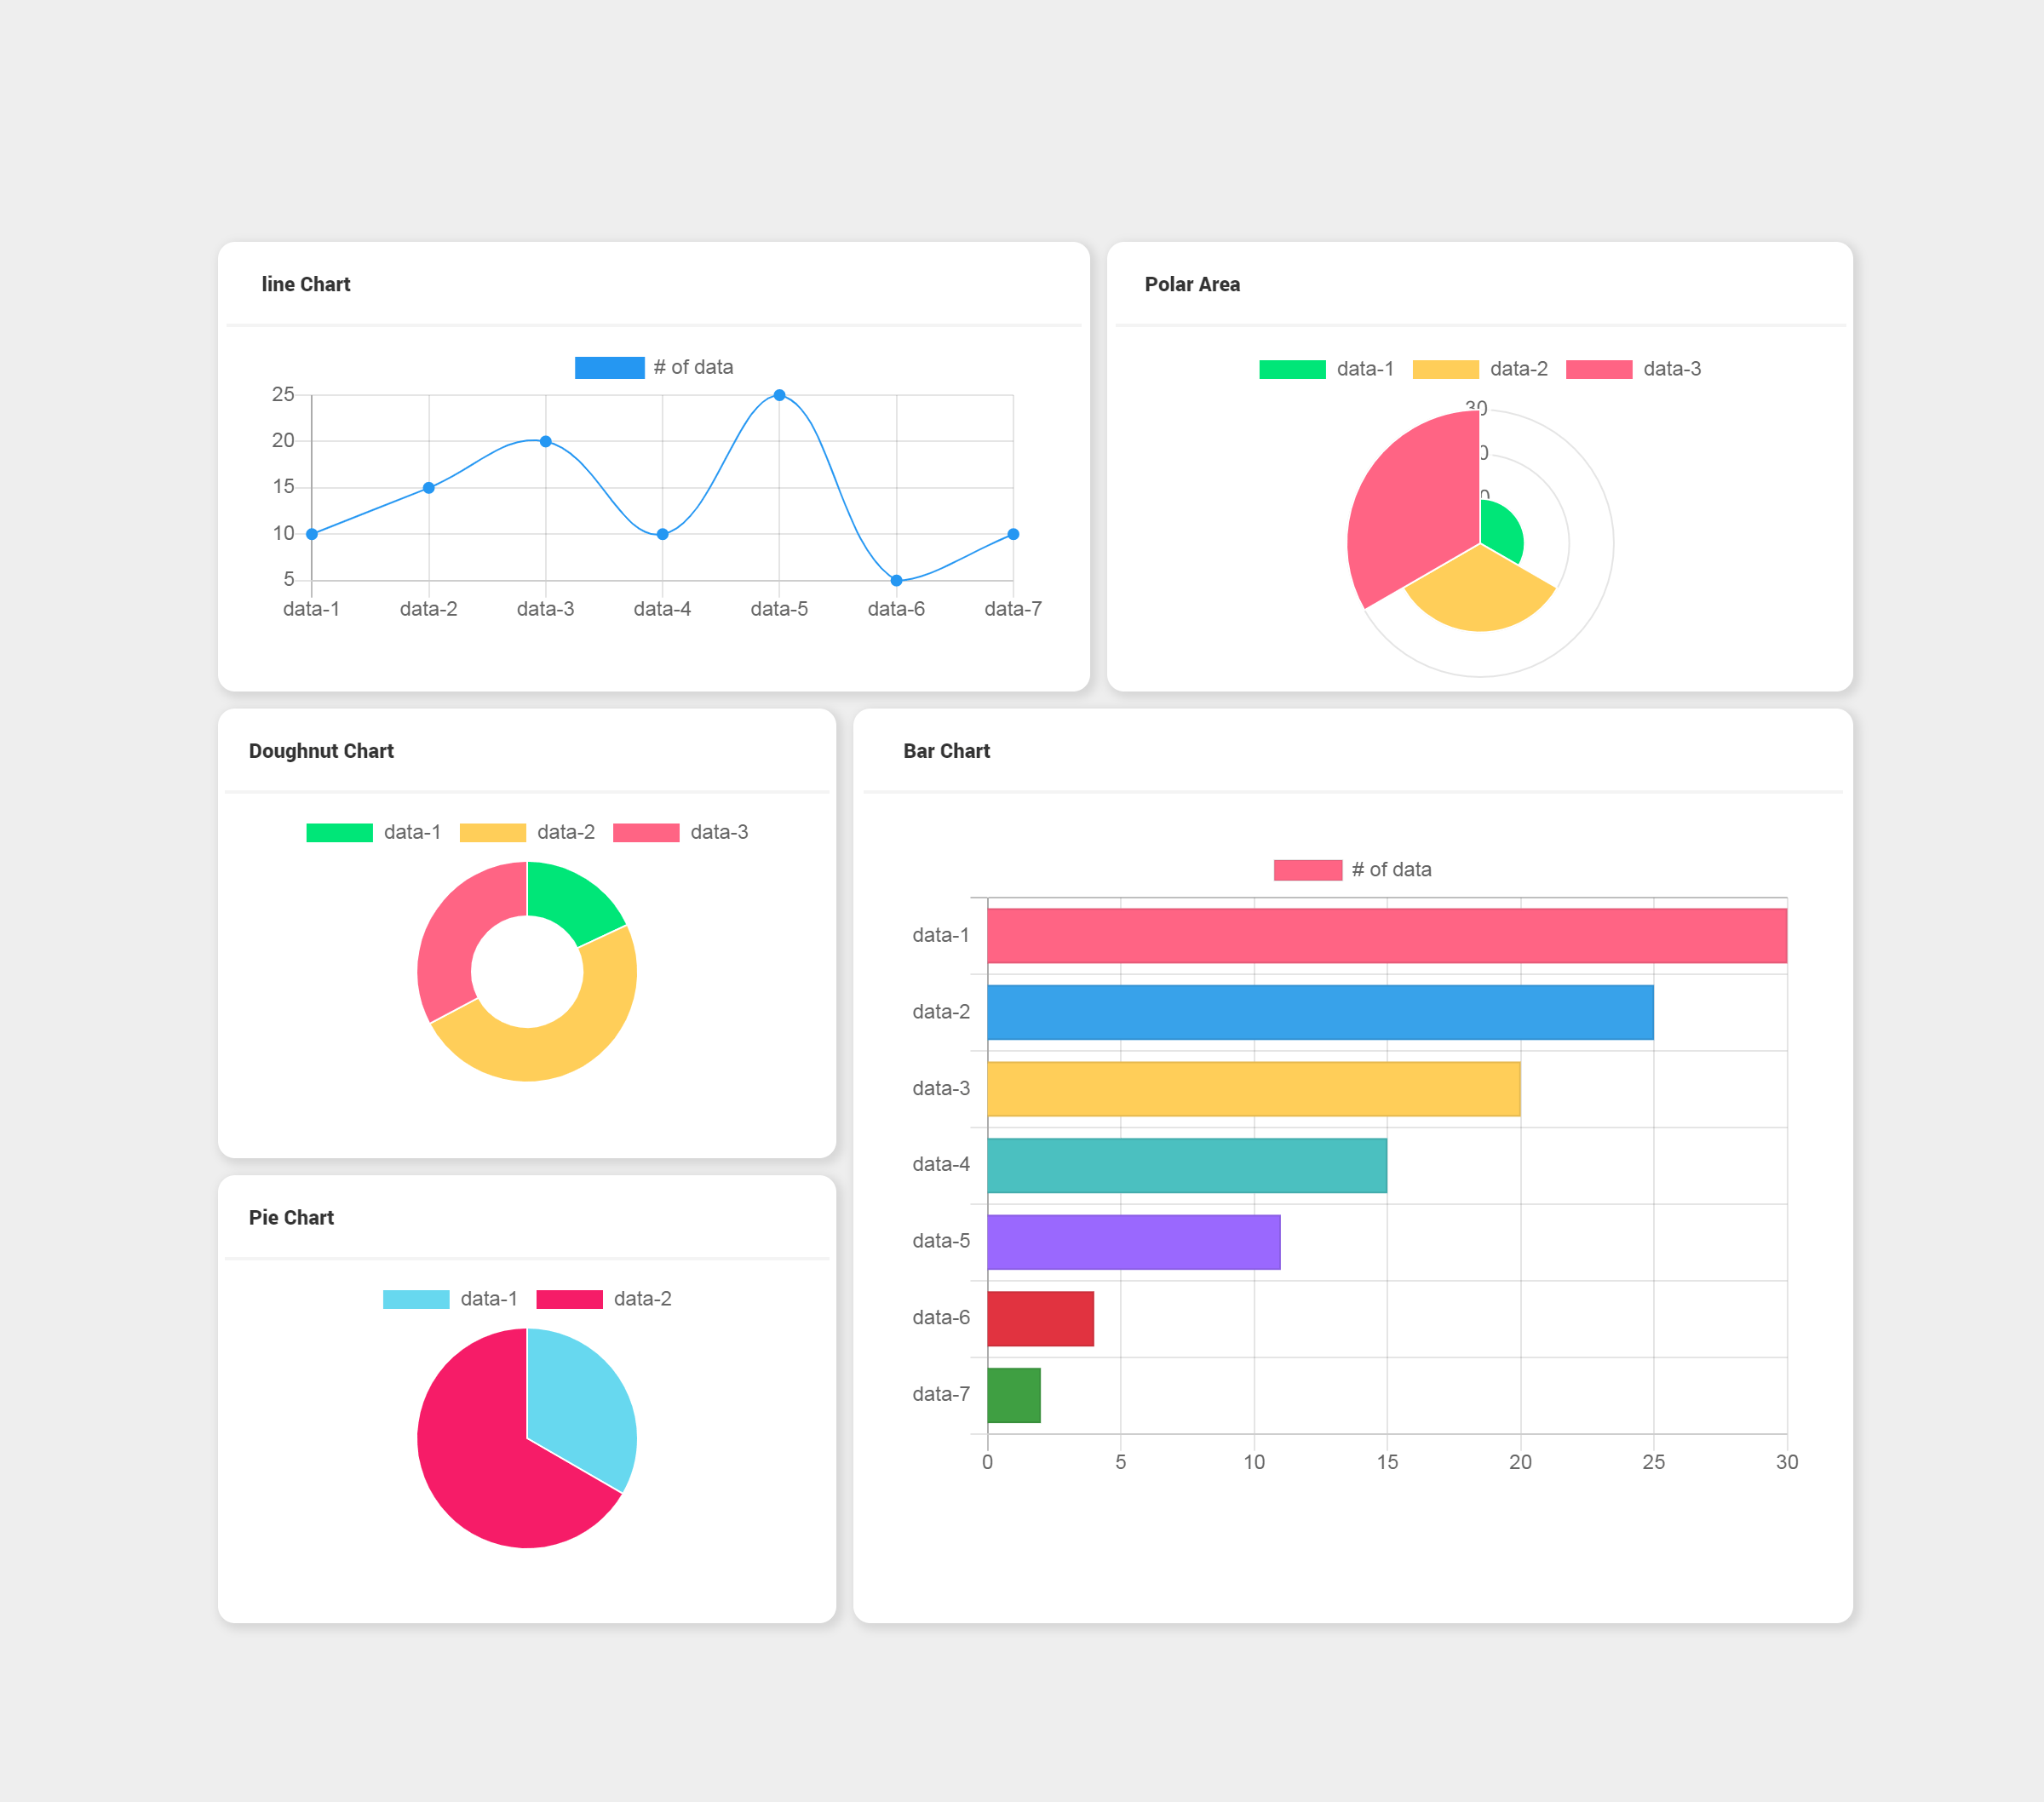 line Chart
# of data
25
20
15
10
5
data-1 data-2 data-3 data-4 data-5 data-6 data-7
Polar Area
data-1 data-2 data-3
30
Doughnut Chart
data-1 data-2 data-3
Pie Chart
data-1 data-2
Bar Chart
# of data
data-1
data-2
data-3
data-4
data-5
data-6
data-7
0 5 10 15 20 25 30